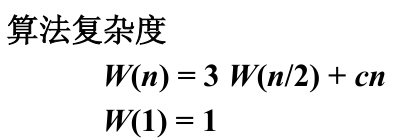 算法复杂度
W(n) = 3 W(n/2) + cn
W(1) = 1